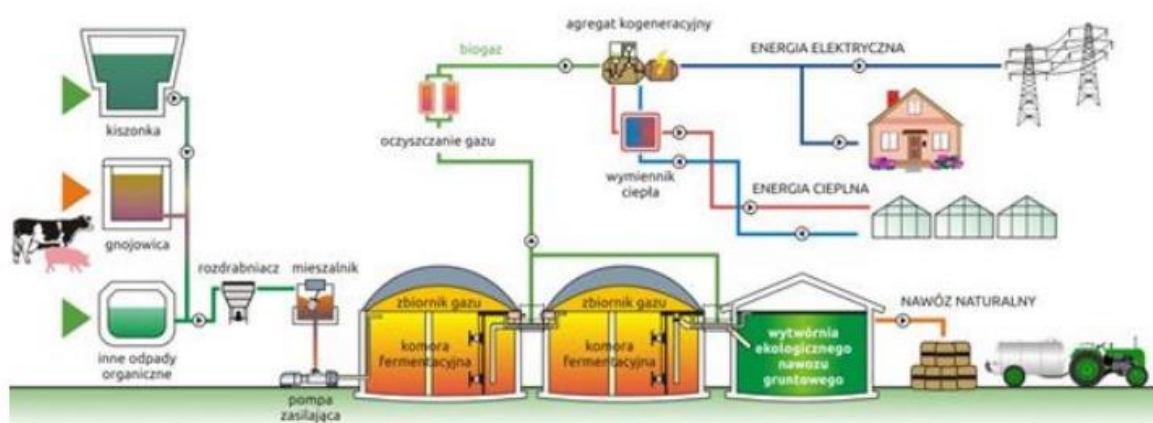 agregat kogeneracyjny
biogaz
ENERGIA ELEKTRYCZNA
kiszonka
oczyszczanie gazu
wymiennik
ciepła
ENERGIA CIEPLNA
gnojowica
rozdrabniacz
mieszalnik
zbiornik gazu
zbiornik gazu
NAWÓZ NATURALNY
komora
fermentacyjna
komora
fermentacyjna
wytwórnia
ekologicznego
nawozu
gruntowego
inne odpady
organiczne
pompa
zasilająca